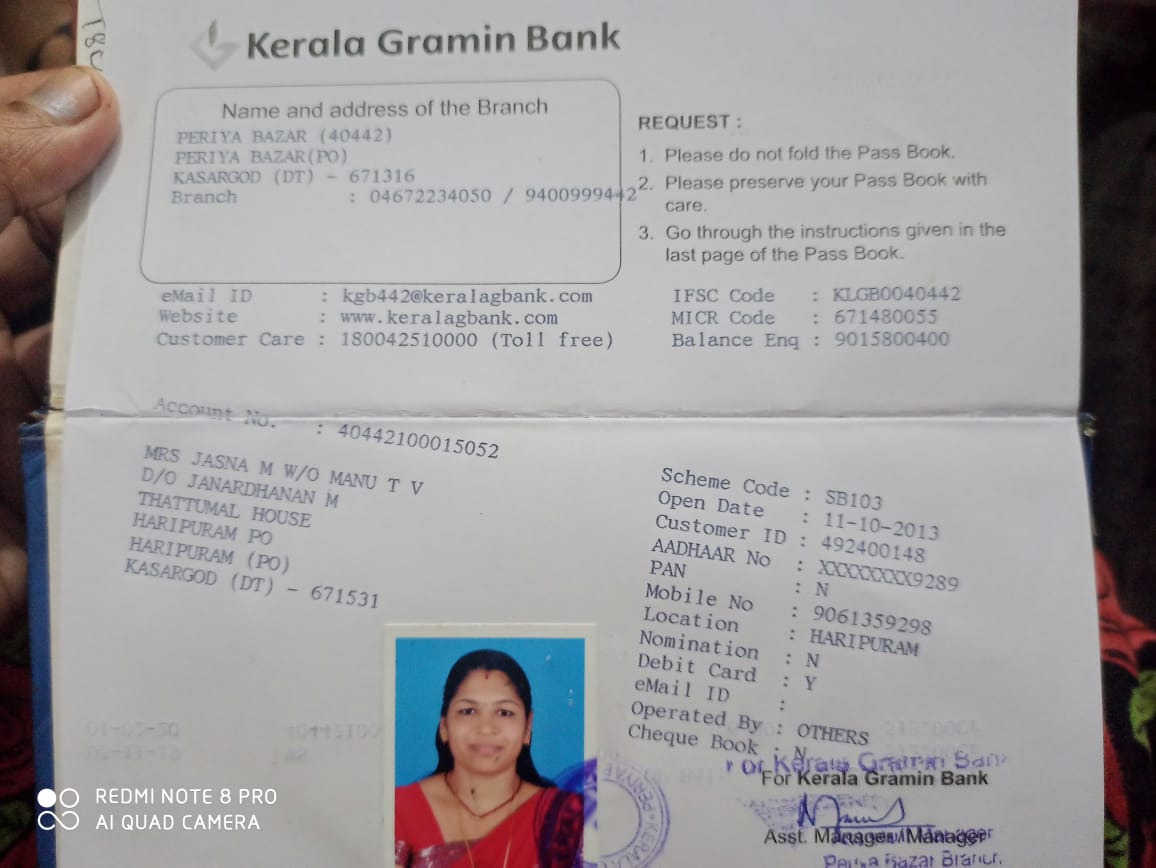 Kerala Gramin Bank
Name and address of the Branch
PERIYA BAZAR (40442)
PERIYA BAZAR(PO)
KASARGOD (DT) - 671316
Branch : 04672234050 / 9400999442
REQUEST :
1. Please do not fold the Pass Book.
2. Please preserve your Pass Book with
care.
3. Go through the instructions given in the
last page of the Pass Book.
eMail ID : kgb442@keralagbank.com
Website : www.keralagbank.com
Customer Care : 180042510000 (Toll free)
IFSC Code : KLGB0040442
MICR Code : 671480055
Balance Enq : 9015800400
Account No. : 40442100015052
MRS JASNA M W/O MANU T V
D/O JANARDHANAN M
THATTUMAL HOUSE
HARIPURAM PO
HARIPURAM (PO)
KASARGOD (DT) - 671531
Scheme Code : SB103
Open Date : 11-10-2013
Customer ID : 492400148
AADHAAR No : XXXXXXXX9289
PAN : N
Mobile No : 9061359298
Location : HARIPURAM
Nomination : N
Debit Card : Y
eMail ID :
Operated By : OTHERS
Cheque Book : N
For Kerala Gramin Bank
For Kerala Gramin Bank
Asst. Manager/Manager
Periya Bazar Branch.
REDMI NOTE 8 PRO
AI QUAD CAMERA